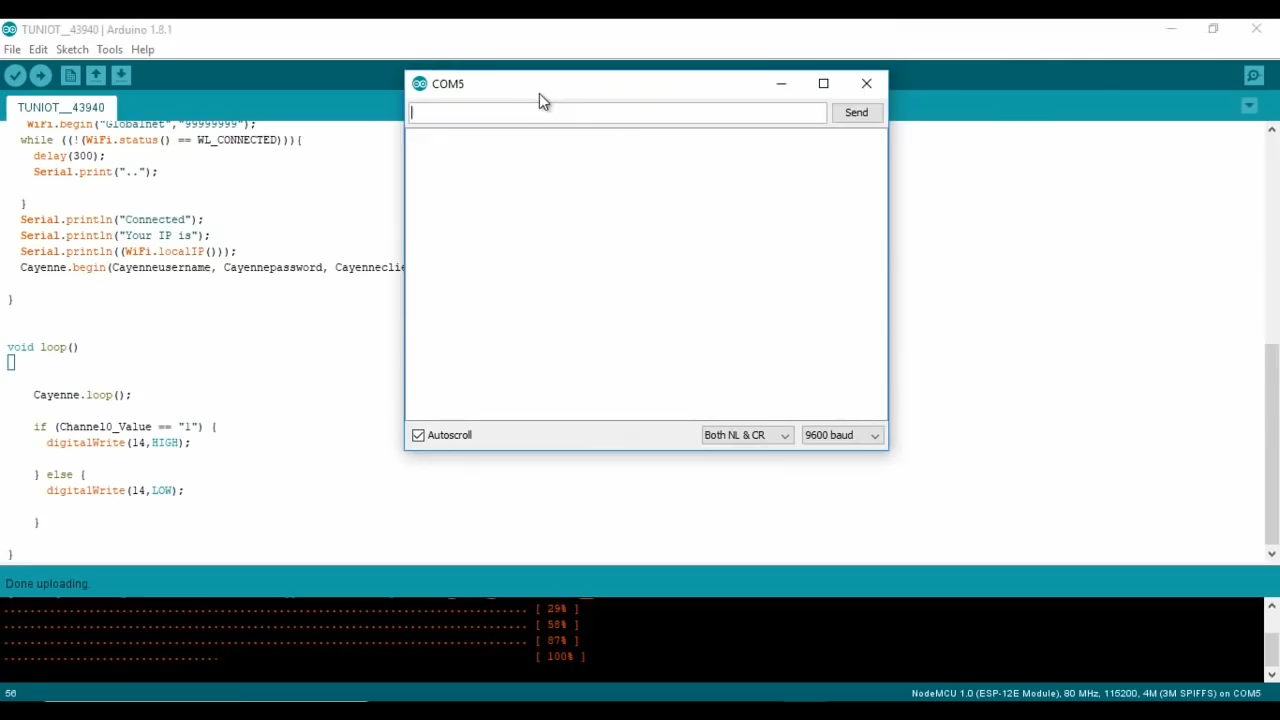 TUNIOT__43940 | Arduino 1.8.1
File Edit Sketch Tools Help
COM5
TUNIOT__43940
Send
WiFi.begin("Globalnet","99999999");
while ((!(WiFi.status() == WL_CONNECTED))){
delay(300);
Serial.print("..");
}
Serial.println("Connected");
Serial.println("Your IP is");
Serial.println((WiFi.localIP()));
Cayenne.begin(Cayenneusername, Cayennepassword, Cayenneclie
}
void loop()
Cayenne.loop();
if (Channel0_Value == "1") {
digitalWrite(14,HIGH);
} else {
digitalWrite(14,LOW);
}
}
Autoscroll Both NL & CR 9600 baud
Done uploading.
................................................................................ [ 29% ]
................................................................................ [ 58% ]
................................................................................ [ 87% ]
................................. [ 100% ]
56 NodeMCU 1.0 (ESP-12E Module), 80 MHz, 115200, 4M (3M SPIFFS) on COM5